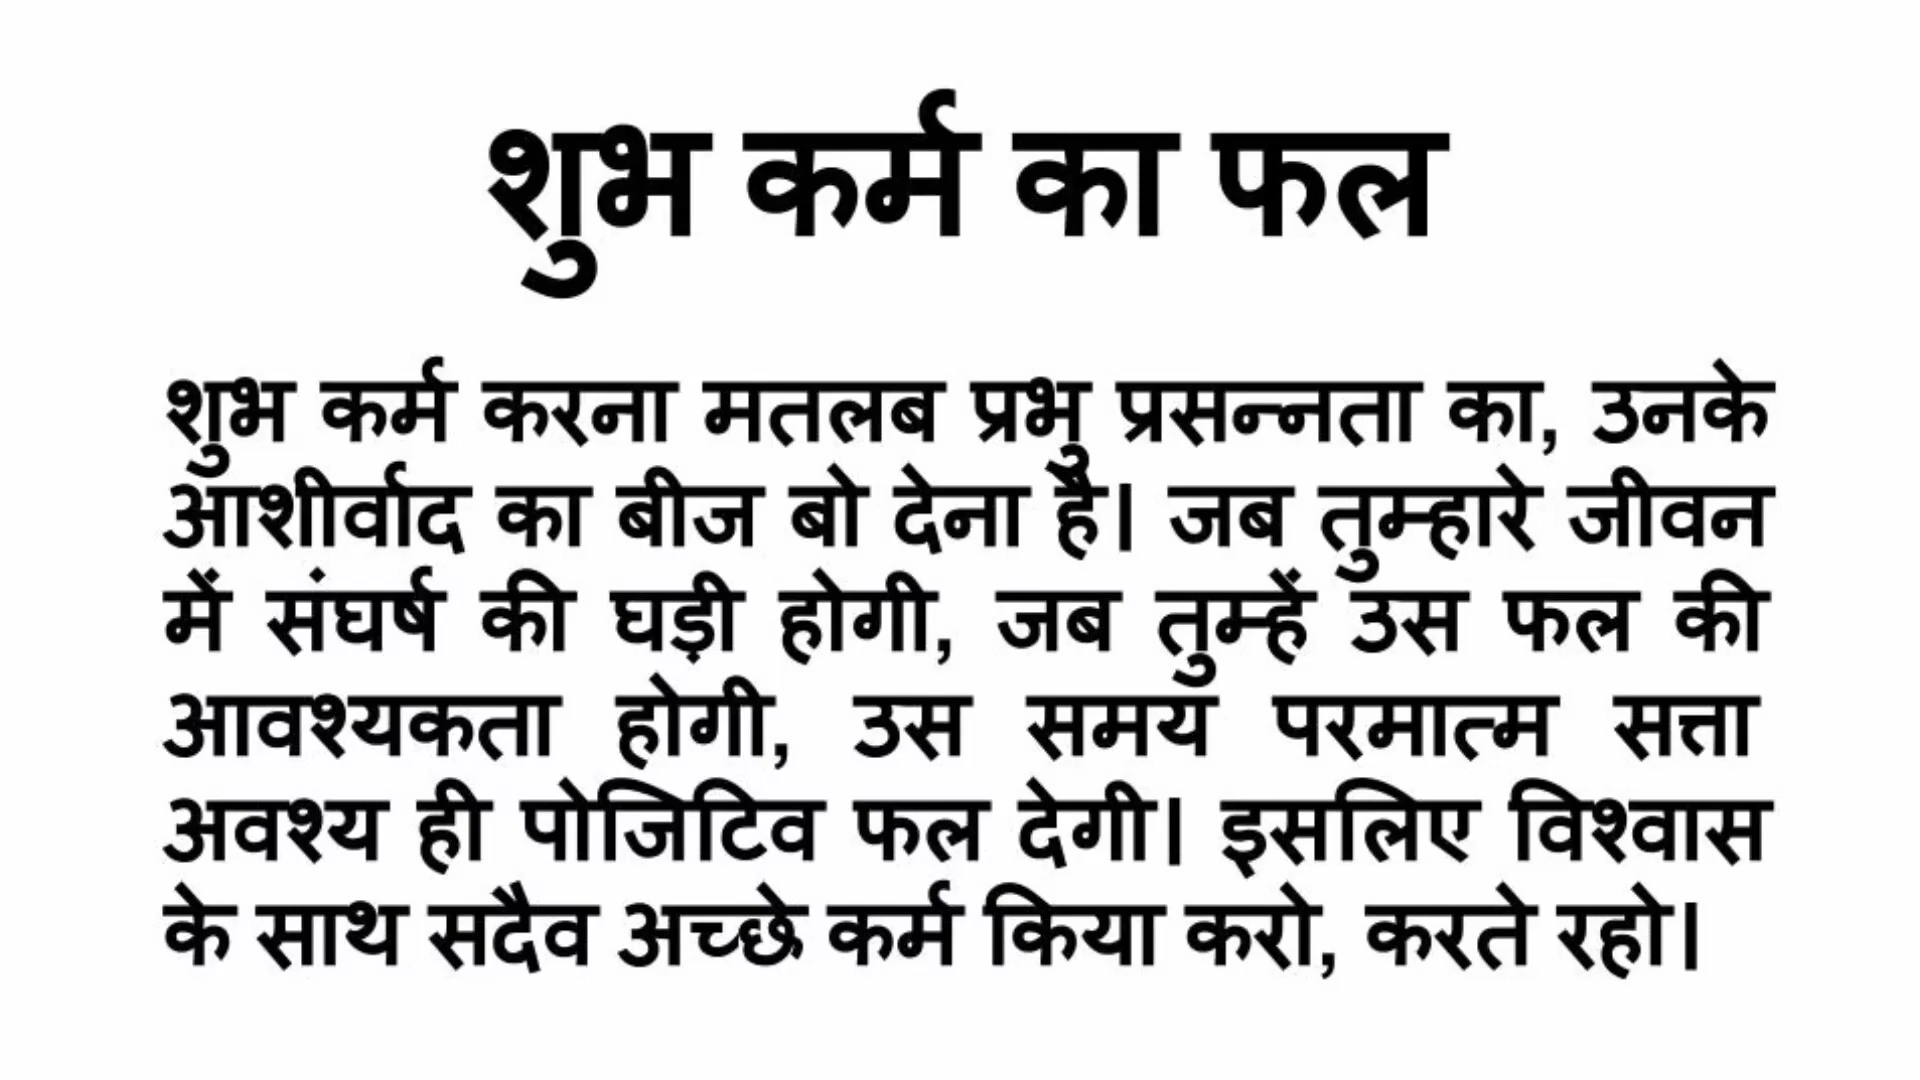 शुभ कर्म का फल
शुभ कर्म करना मतलब प्रभु प्रसन्नता का, उनके
आशीर्वाद का बीज बो देना है। जब तुम्हारे जीवन
में संघर्ष की घड़ी होगी, जब तुम्हें उस फल की
आवश्यकता होगी, उस समय परमात्म सत्ता
अवश्य ही पोजिटिव फल देगी। इसलिए विश्वास
के साथ सदैव अच्छे कर्म किया करो, करते रहो।